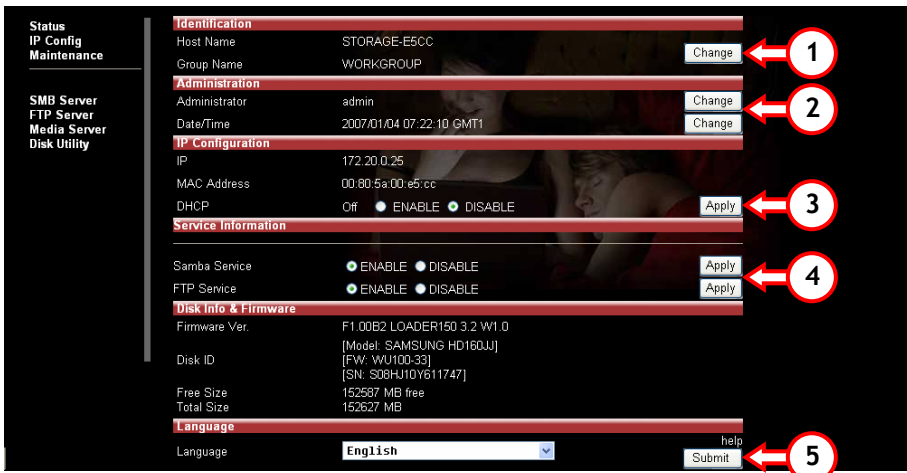 Status
IP Config
Maintenance
SMB Server
FTP Server
Media Server
Disk Utility
Identification
Host Name STORAGE-E5CC
Group Name WORKGROUP
Change
1
Administration
Administrator admin Change
2
Date/Time 2007/01/04 07:22:10 GMT1 Change
IP Configuration
IP 172.20.0.25
MAC Address 00:80:5a:00:e5:cc
DHCP Off ENABLE DISABLE Apply
3
Service Information
Samba Service ENABLE DISABLE Apply
4
FTP Service ENABLE DISABLE Apply
Disk Info & Firmware
Firmware Ver. F1.00B2 LOADER150 3.2 W1.0
Disk ID
[Model: SAMSUNG HD160JJ]
[FW: WU100-33]
[SN: S08HJ10Y611747]
Free Size 152587 MB free
Total Size 152627 MB
Language
help
Language English Submit
5